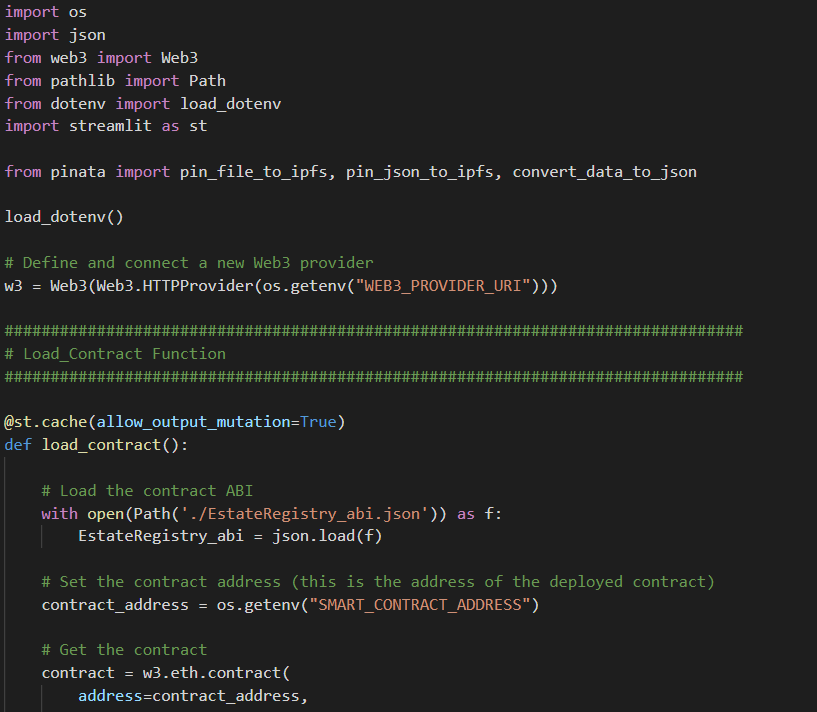 import os
import json
from web3 import Web3
from pathlib import Path
from dotenv import load_dotenv
import streamlit as st
from pinata import pin_file_to_ipfs, pin_json_to_ipfs, convert_data_to_json
load_dotenv()
# Define and connect a new Web3 provider
w3 = Web3(Web3.HTTPProvider(os.getenv("WEB3_PROVIDER_URI")))
################################################################################
# Load_Contract Function
################################################################################
@st.cache(allow_output_mutation=True)
def load_contract():
    # Load the contract ABI
    with open(Path('./EstateRegistry_abi.json')) as f:
        EstateRegistry_abi = json.load(f)
    # Set the contract address (this is the address of the deployed contract)
    contract_address = os.getenv("SMART_CONTRACT_ADDRESS")
    # Get the contract
    contract = w3.eth.contract(
        address=contract_address,